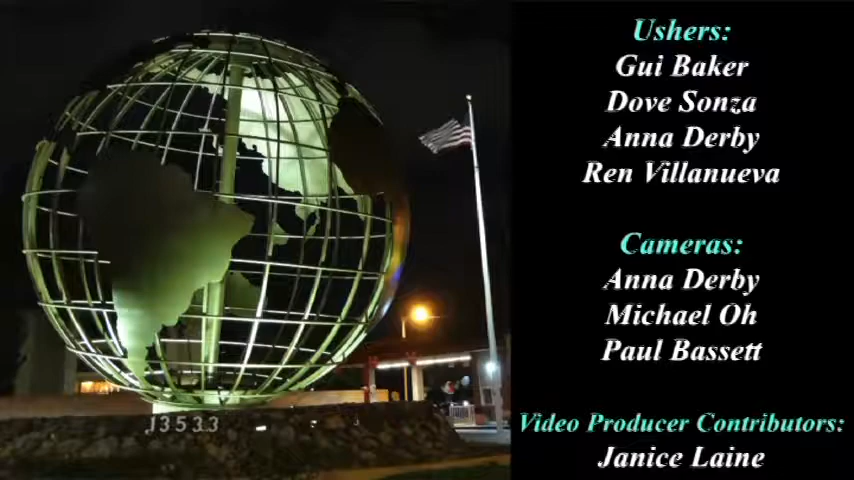 Ushers:
Gui Baker
Dove Sonza
Anna Derby
Ren Villanueva
Cameras:
Anna Derby
Michael Oh
Paul Bassett
Video Producer Contributors:
Janice Laine
13533